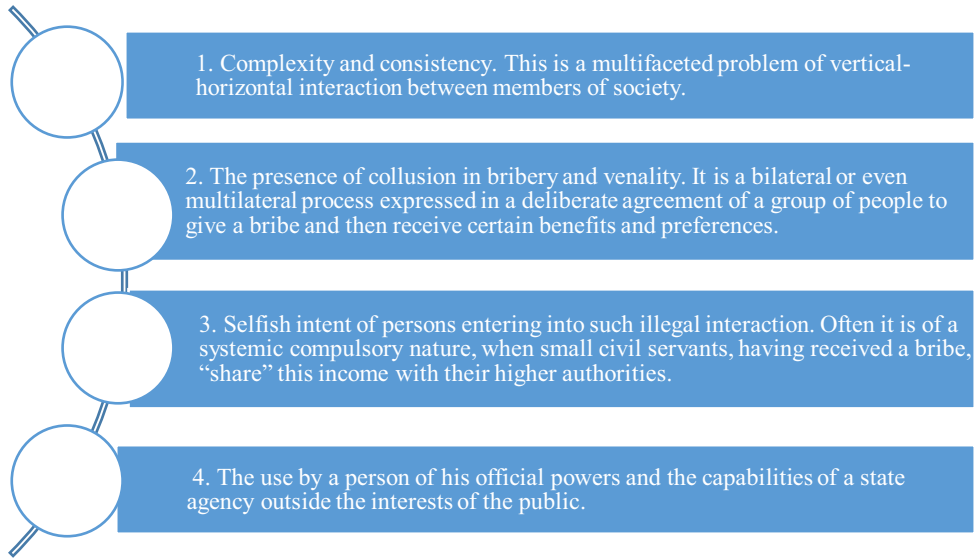 1. Complexity and consistency. This is a multifaceted problem of vertical-
horizontal interaction between members of society.
2. The presence of collusion in bribery and venality. It is a bilateral or even
multilateral process expressed in a deliberate agreement of a group of people to
give a bribe and then receive certain benefits and preferences.
3. Selfish intent of persons entering into such illegal interaction. Often it is of a
systemic compulsory nature, when small civil servants, having received a bribe,
“share” this income with their higher authorities.
4. The use by a person of his official powers and the capabilities of a state
agency outside the interests of the public.